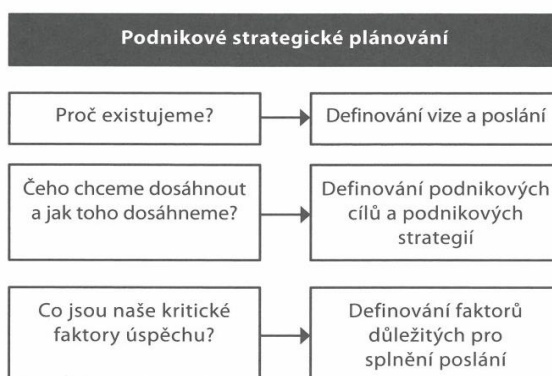 Podnikové strategické plánování
Proč existujeme?
Definování vize a poslání
Čeho chceme dosáhnout
a jak toho dosáhneme?
Definování podnikových
cílů a podnikových
strategií
Co jsou naše kritické
faktory úspěchu?
Definování faktorů
důležitých pro
splnění poslání